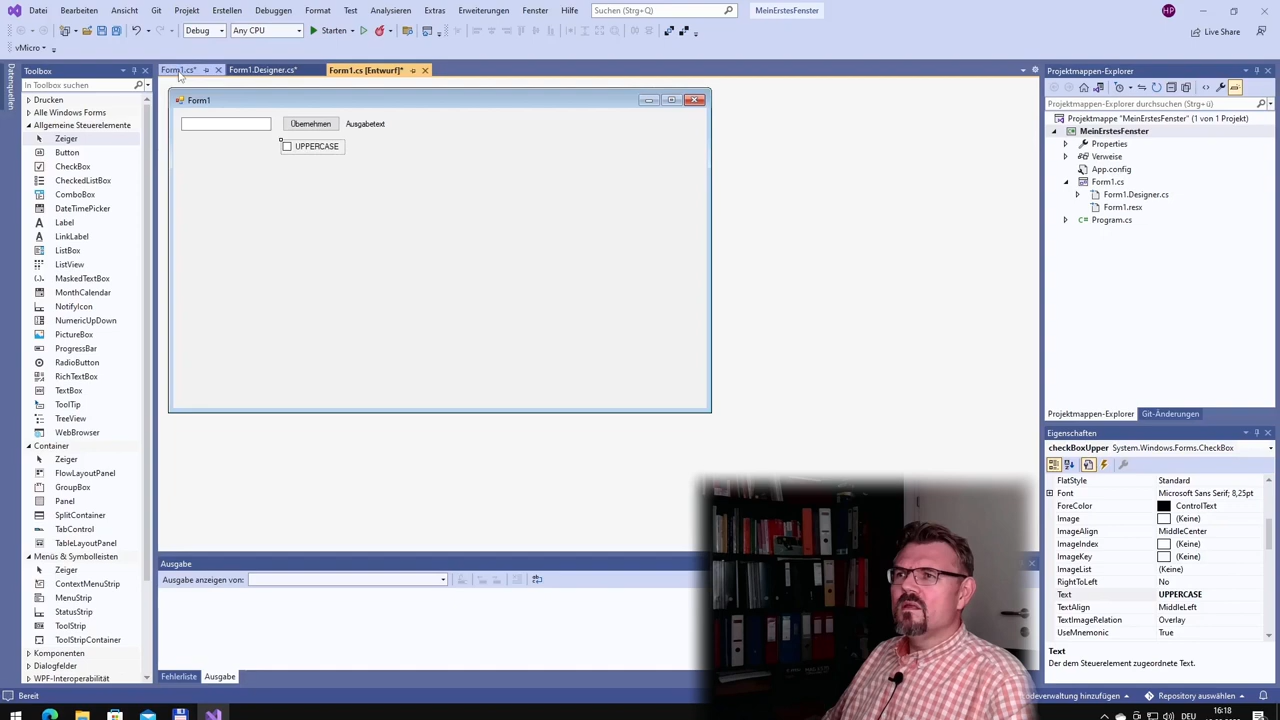 Datei Bearbeiten Ansicht Git Projekt Erstellen Debuggen Format Test Analysieren Extras Erweiterungen Fenster Hilfe Suchen (Strg+Q) MeinErstesFenster HP
Debug Any CPU Starten Live Share
vMicro
Datenquellen
Toolbox
In Toolbox suchen
Drucken
Alle Windows Forms
Allgemeine Steuerelemente
Zeiger
Button
CheckBox
CheckedListBox
ComboBox
DateTimePicker
Label
LinkLabel
ListBox
ListView
MaskedTextBox
MonthCalendar
NotifyIcon
NumericUpDown
PictureBox
ProgressBar
RadioButton
RichTextBox
TextBox
ToolTip
TreeView
WebBrowser
Container
Zeiger
FlowLayoutPanel
GroupBox
Panel
SplitContainer
TabControl
TableLayoutPanel
Menüs & Symbolleisten
Zeiger
ContextMenuStrip
MenuStrip
StatusStrip
ToolStrip
ToolStripContainer
Komponenten
Dialogfelder
WPF-Interoperabilität
Form1.cs* Form1.Designer.cs* Form1.cs [Entwurf]*
Form1
Übernehmen Ausgabetext
UPPERCASE
Ausgabe
Ausgabe anzeigen von:
Fehlerliste Ausgabe
Projektmappen-Explorer
Projektmappen-Explorer durchsuchen (Strg+ü)
Projektmappe "MeinErstesFenster" (1 von 1 Projekt)
MeinErstesFenster
Properties
Verweise
App.config
Form1.cs
Form1.Designer.cs
Form1.resx
Program.cs
Projektmappen-Explorer Git-Änderungen
Eigenschaften
checkBoxUpper System.Windows.Forms.CheckBox
FlatStyle Standard
Font Microsoft Sans Serif; 8,25pt
ForeColor ControlText
Image (Keine)
ImageAlign MiddleCenter
ImageIndex (Keine)
ImageKey (Keine)
ImageList (Keine)
RightToLeft No
Text UPPERCASE
TextAlign MiddleLeft
TextImageRelation Overlay
UseMnemonic True
Text
Der dem Steuerelement zugeordnete Text.
Bereit
Repository auswählen
DEU 16:18